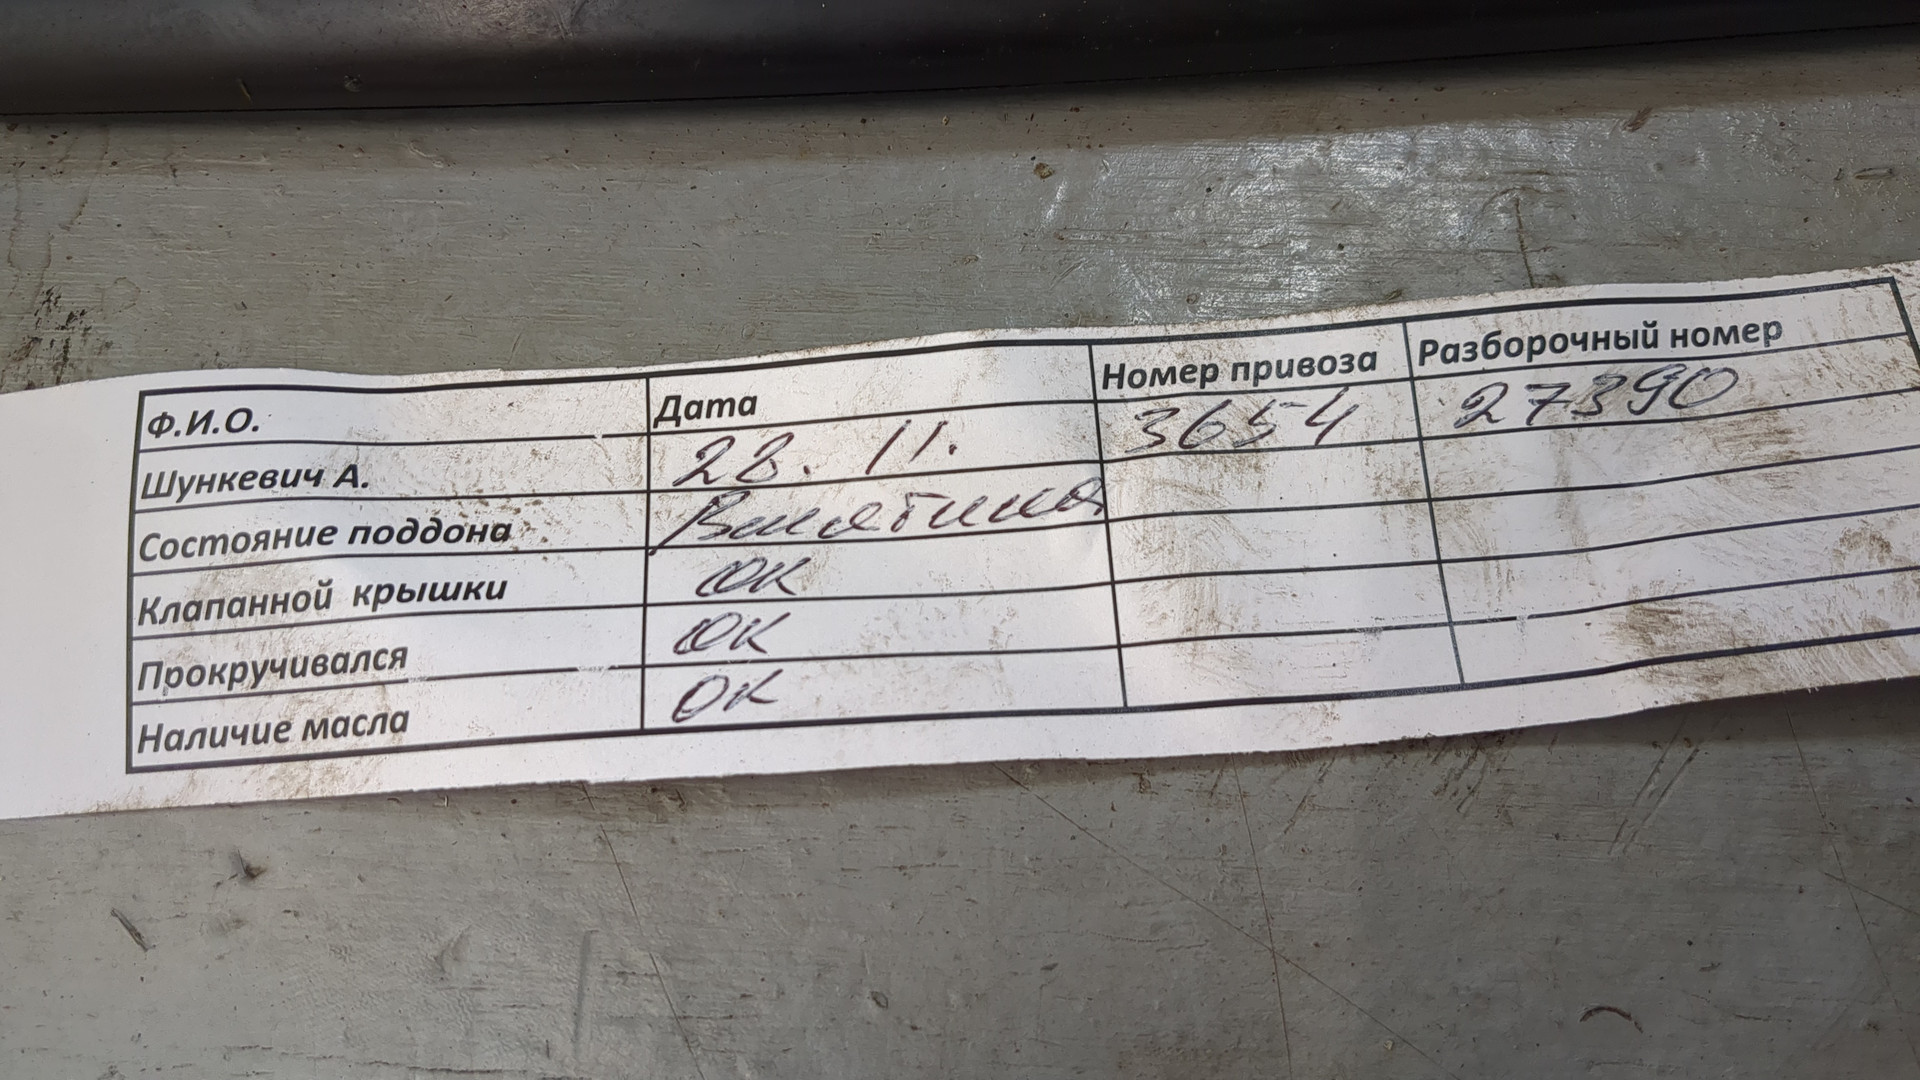 Ф.И.О. Дата Номер привоза Разборочный номер
Шункевич А. 28. 11. 3654 27390
Состояние поддона Вмятина
Клапанной крышки ОК
Прокручивался ОК
Наличие масла ОК